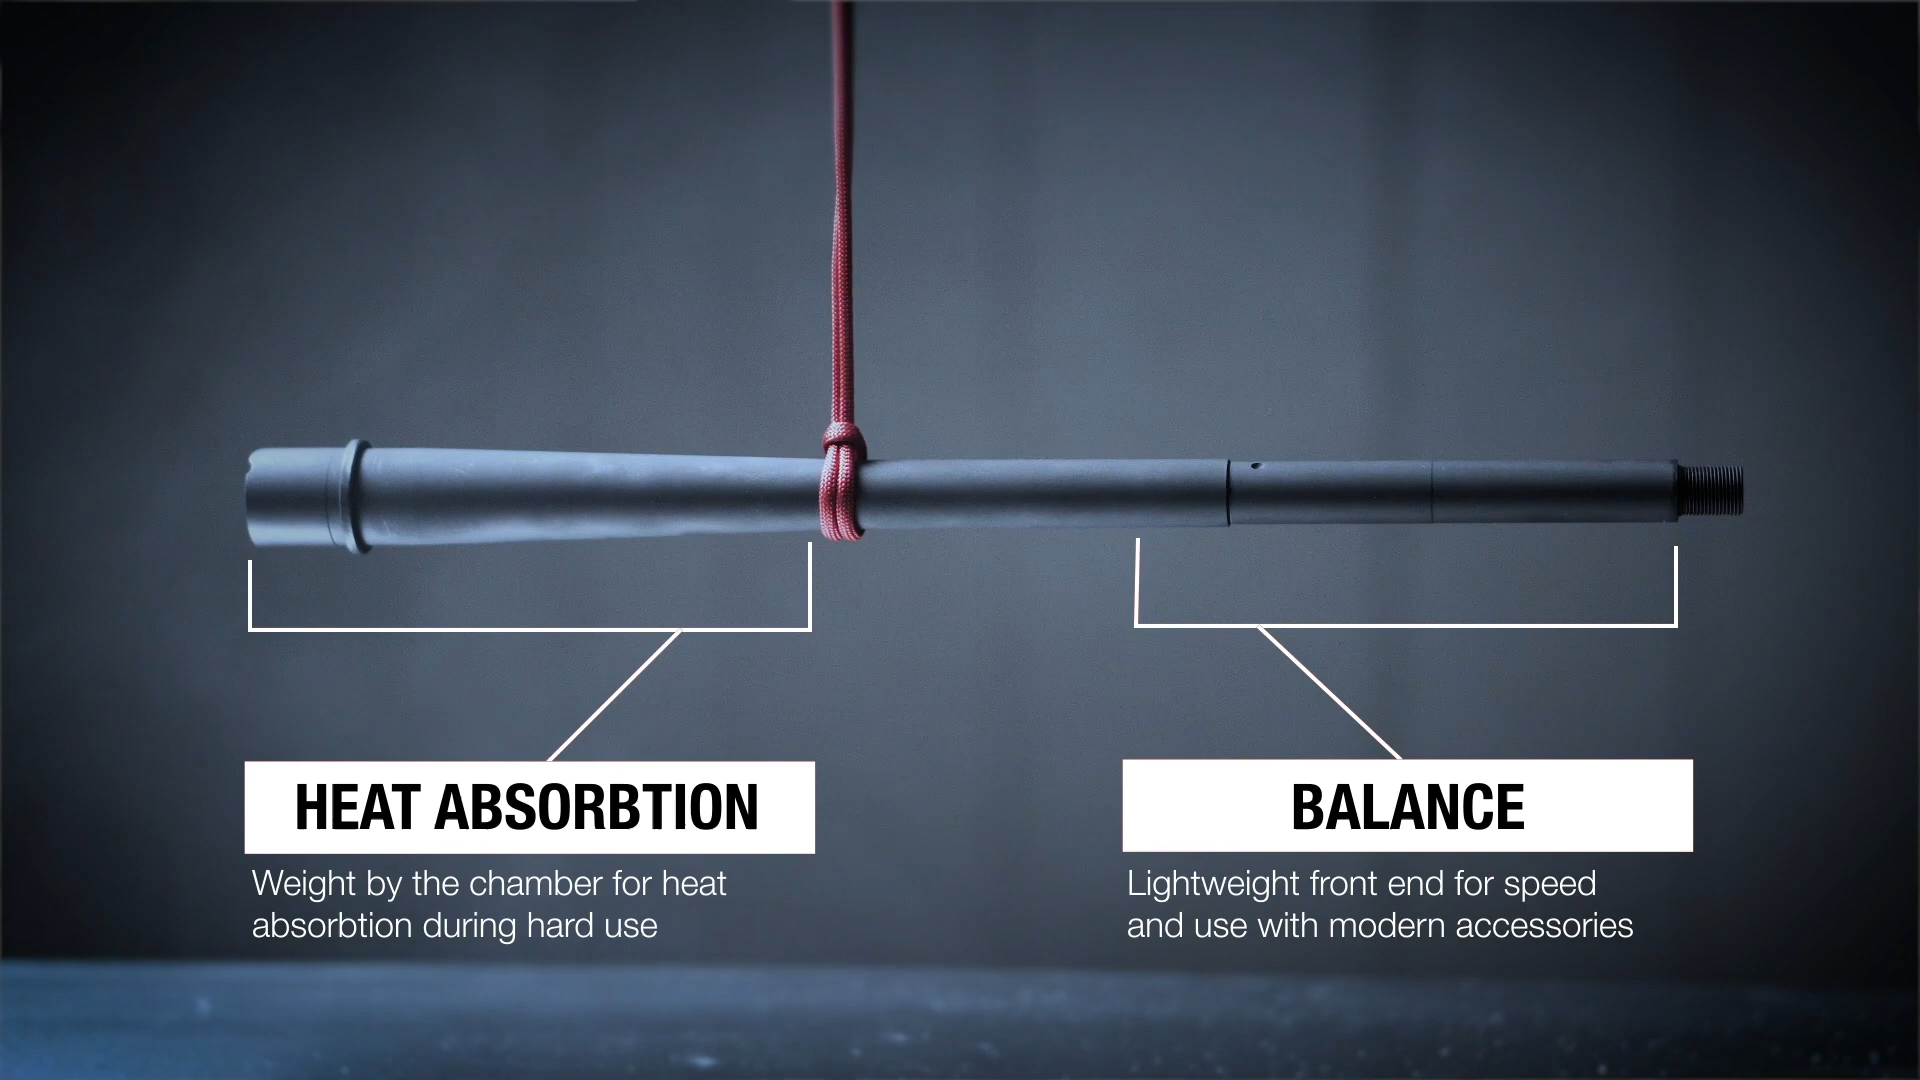 HEAT ABSORBTION
Weight by the chamber for heat
absorbtion during hard use
BALANCE
Lightweight front end for speed
and use with modern accessories